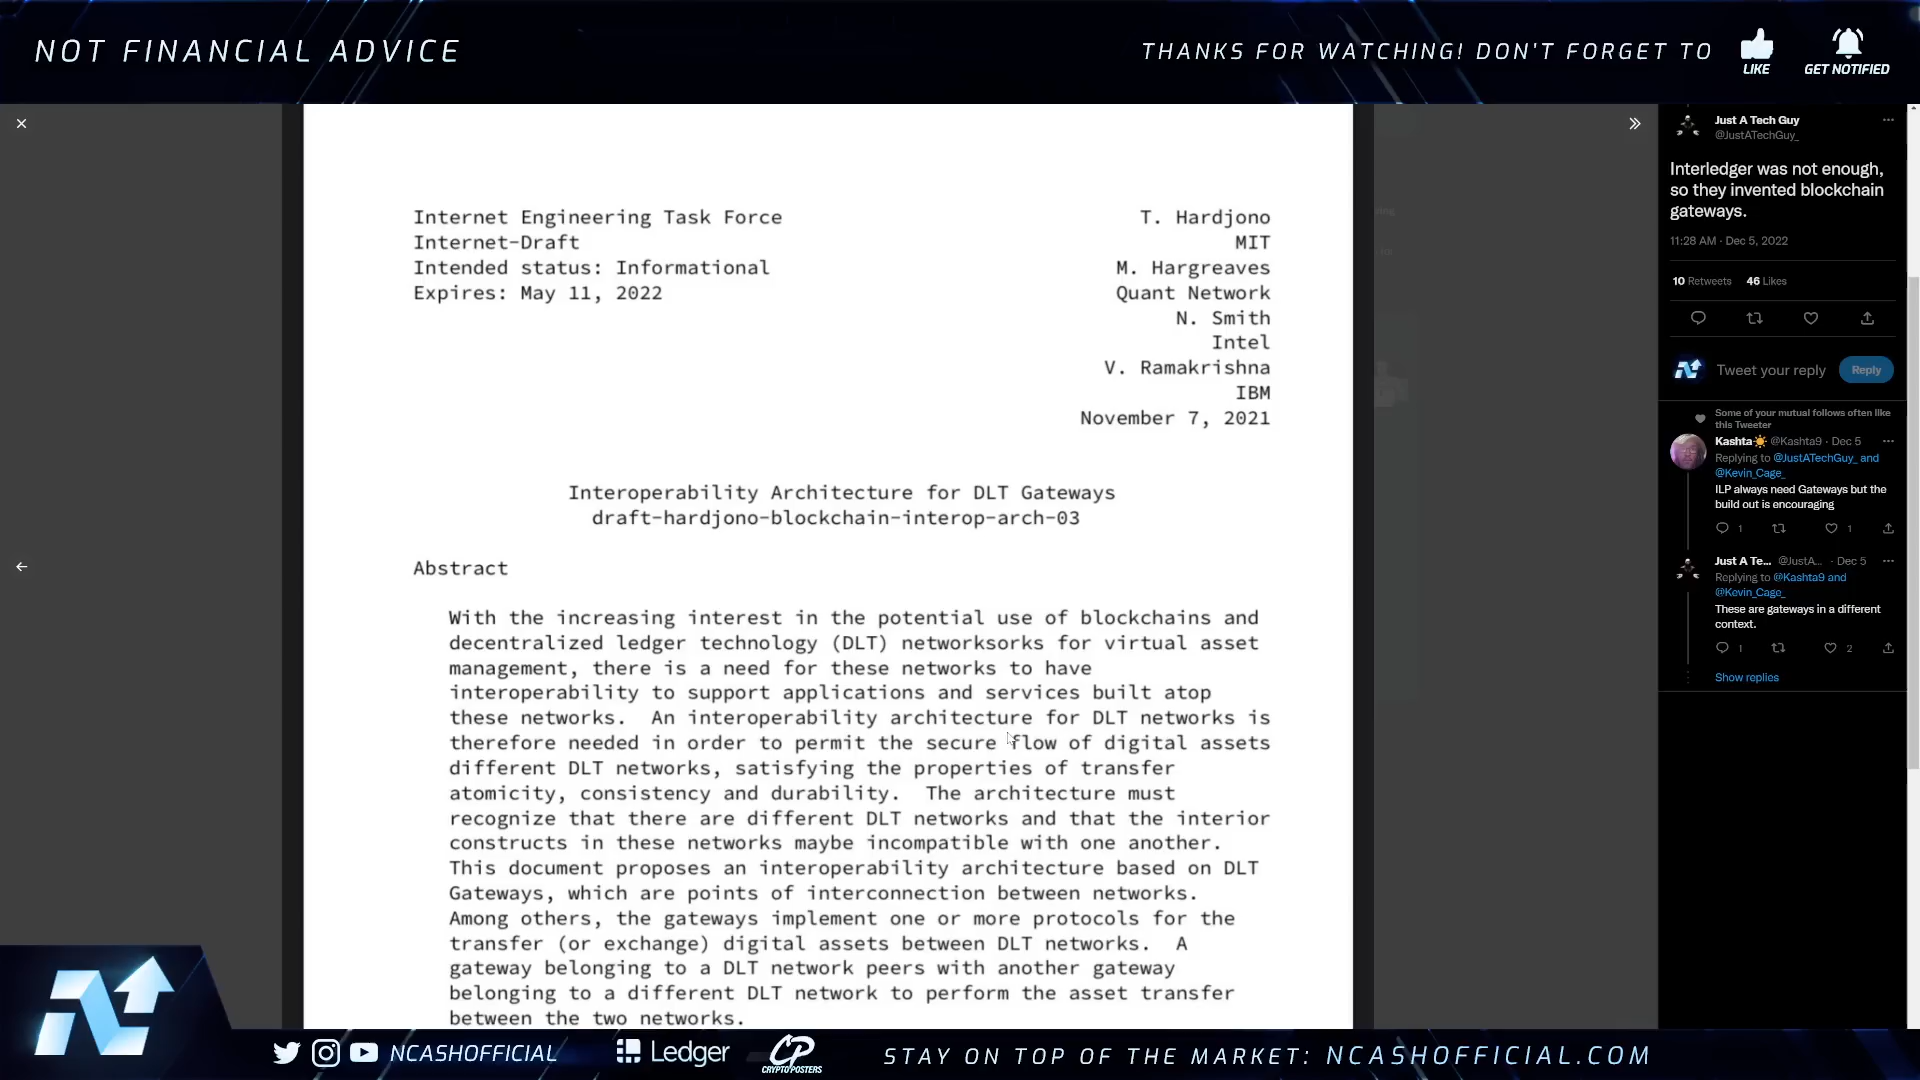 NOT FINANCIAL ADVICE
THANKS FOR WATCHING! DON'T FORGET TO
LIKE
GET NOTIFIED
Internet Engineering Task Force
Internet-Draft
Intended status: Informational
Expires: May 11, 2022
T. Hardjono
MIT
M. Hargreaves
Quant Network
N. Smith
Intel
V. Ramakrishna
IBM
November 7, 2021
Interoperability Architecture for DLT Gateways
draft-hardjono-blockchain-interop-arch-03
Abstract
With the increasing interest in the potential use of blockchains and
decentralized ledger technology (DLT) networksorks for virtual asset
management, there is a need for these networks to have
interoperability to support applications and services built atop
these networks.  An interoperability architecture for DLT networks is
therefore needed in order to permit the secure flow of digital assets
different DLT networks, satisfying the properties of transfer
atomicity, consistency and durability.  The architecture must
recognize that there are different DLT networks and that the interior
constructs in these networks maybe incompatible with one another.
This document proposes an interoperability architecture based on DLT
Gateways, which are points of interconnection between networks.
Among others, the gateways implement one or more protocols for the
transfer (or exchange) digital assets between DLT networks.  A
gateway belonging to a DLT network peers with another gateway
belonging to a different DLT network to perform the asset transfer
between the two networks.
Just A Tech Guy
@JustATechGuy_
Interledger was not enough,
so they invented blockchain
gateways.
11:28 AM · Dec 5, 2022
10 Retweets 46 Likes
Tweet your reply
Reply
Some of your mutual follows often like
this Tweeter
Kashta☀️ @Kashta9 · Dec 5
Replying to @JustATechGuy_ and
@Kevin_Cage_
ILP always need Gateways but the
build out is encouraging
1 1
Just A Te... @JustA... · Dec 5
Replying to @Kashta9 and
@Kevin_Cage_
These are gateways in a different
context.
1 2
Show replies
NCASHOFFICIAL
Ledger
CP
CRYPTOPOSTERS
STAY ON TOP OF THE MARKET: NCASHOFFICIAL.COM